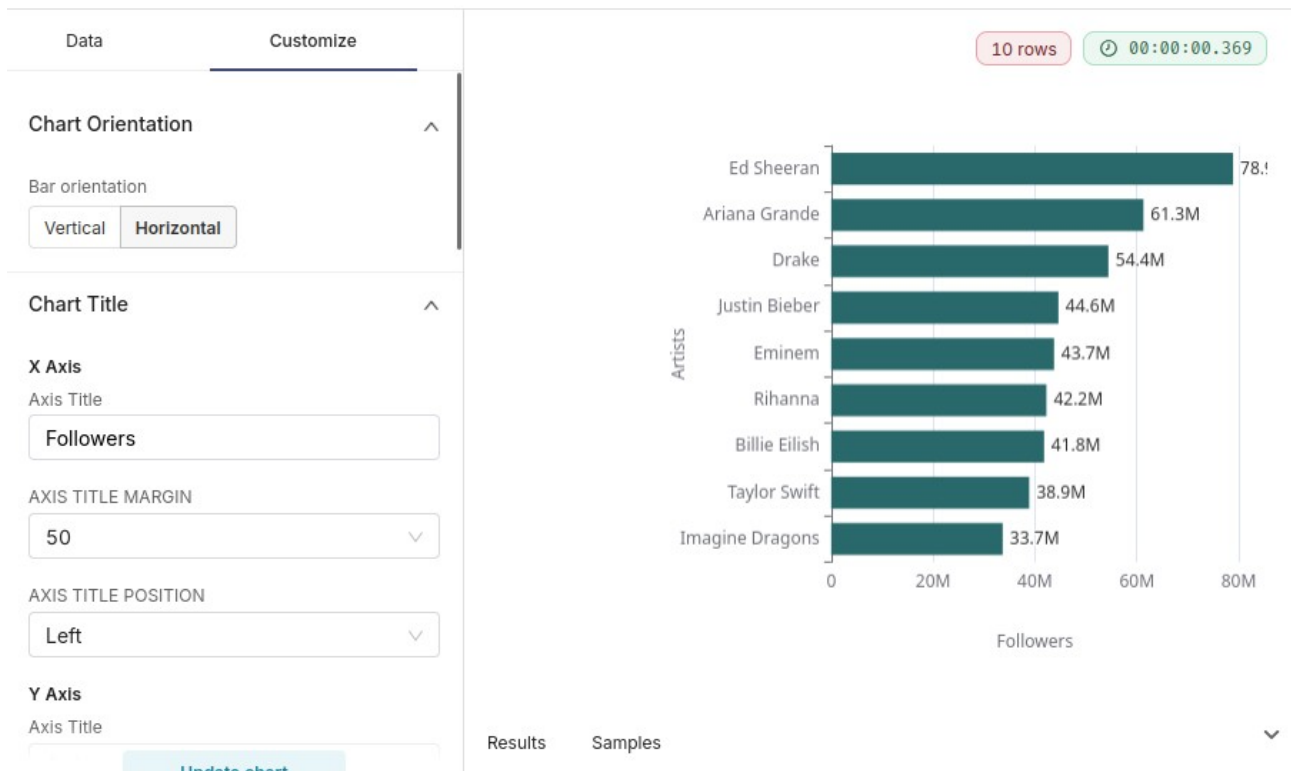 Data
Customize
Chart Orientation
Bar orientation
Vertical
Horizontal
Chart Title
X Axis
Axis Title
Followers
AXIS TITLE MARGIN
50
AXIS TITLE POSITION
Left
Y Axis
Axis Title
Update chart
10 rows
00:00:00.369
Artists
Ed Sheeran
Ariana Grande 61.3M
Drake 54.4M
Justin Bieber 44.6M
Eminem 43.7M
Rihanna 42.2M
Billie Eilish 41.8M
Taylor Swift 38.9M
Imagine Dragons 33.7M
0 20M 40M 60M 80M
Followers
Results Samples